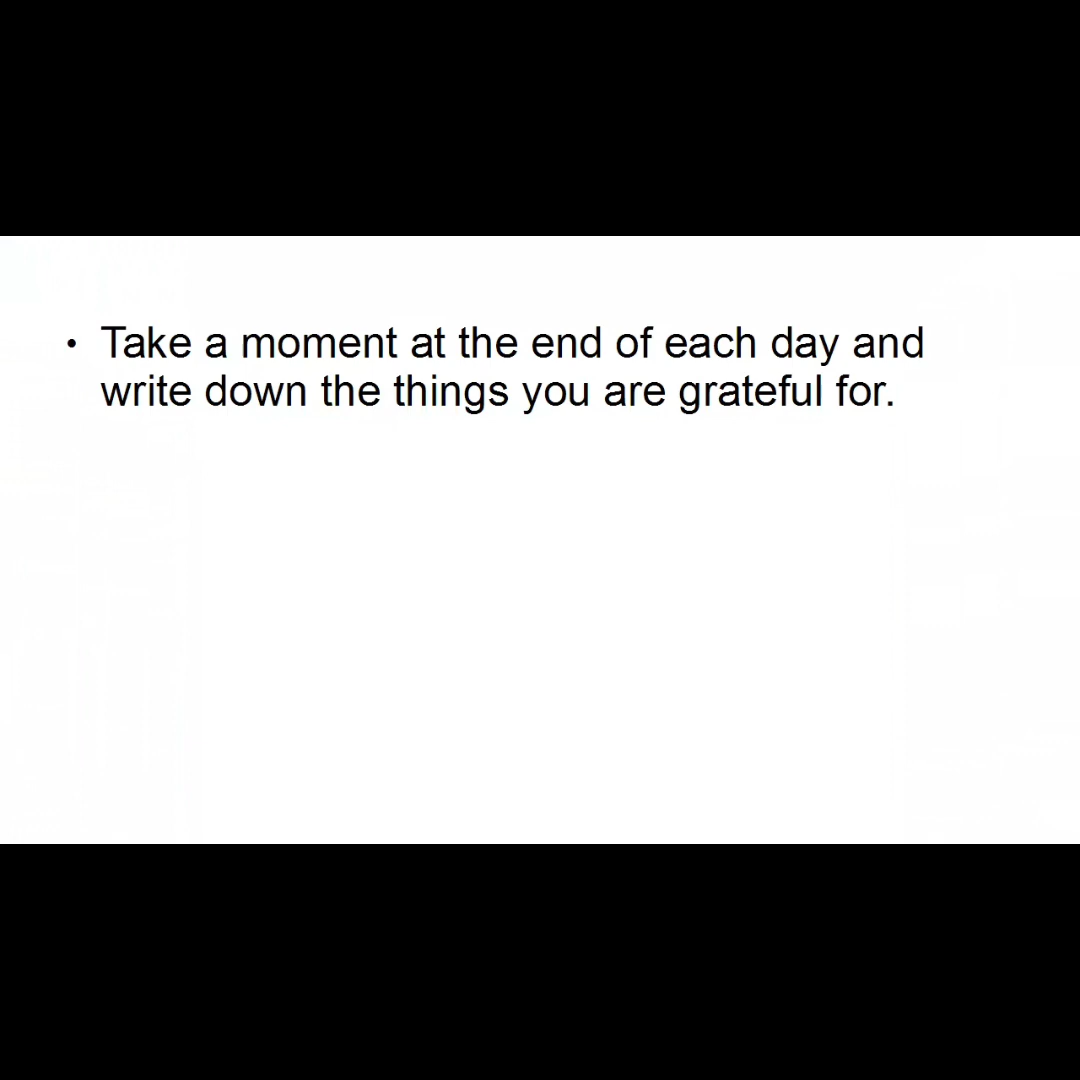 • Take a moment at the end of each day and
write down the things you are grateful for.